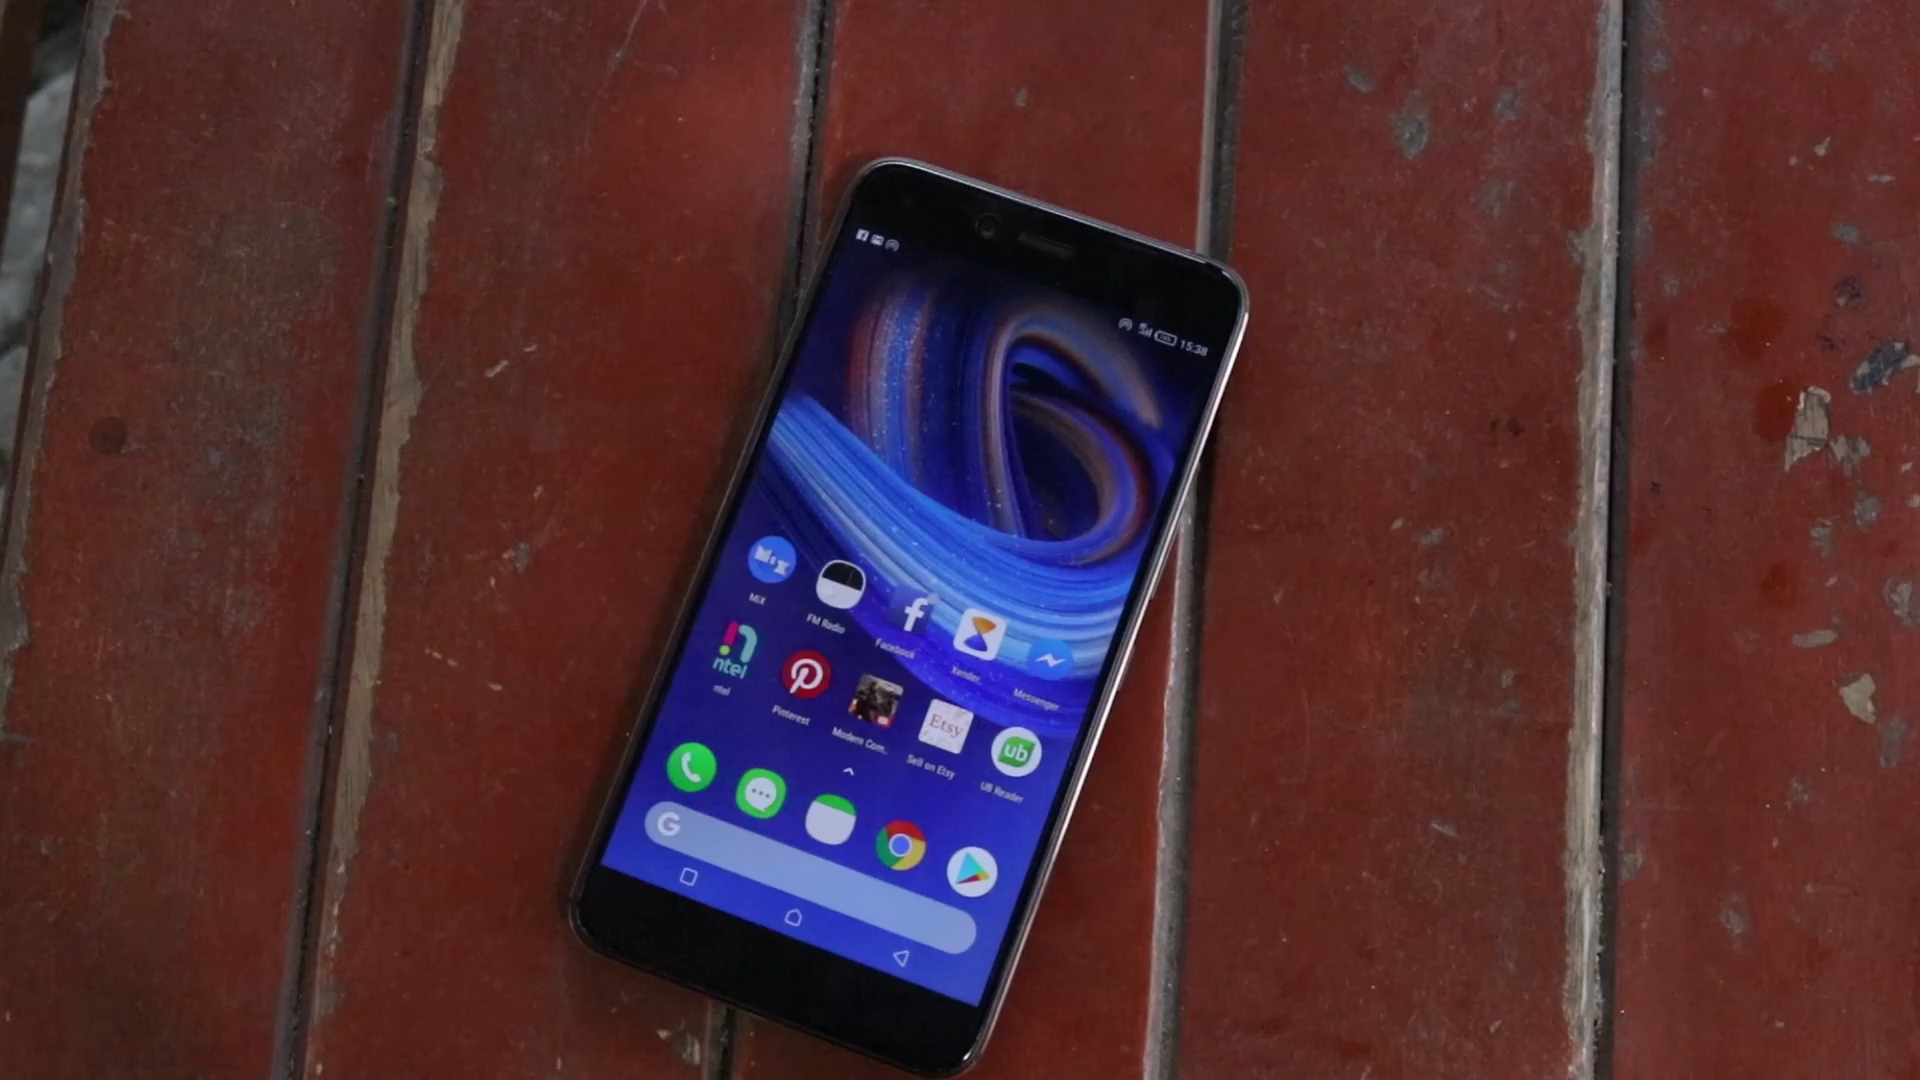 15:38
Mix
Mix
FM Radio
Facebook
Xender
Messenger
ntel
ntel
Pinterest
Modern Com..
Etsy
Sell on Etsy
ub
UB Reader
G